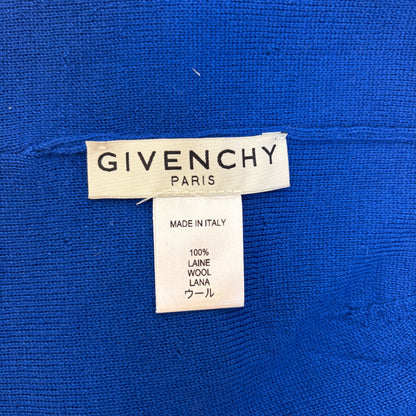 GIVENCHY
PARIS
MADE IN ITALY
100%
LAINE
WOOL
LANA
ウール